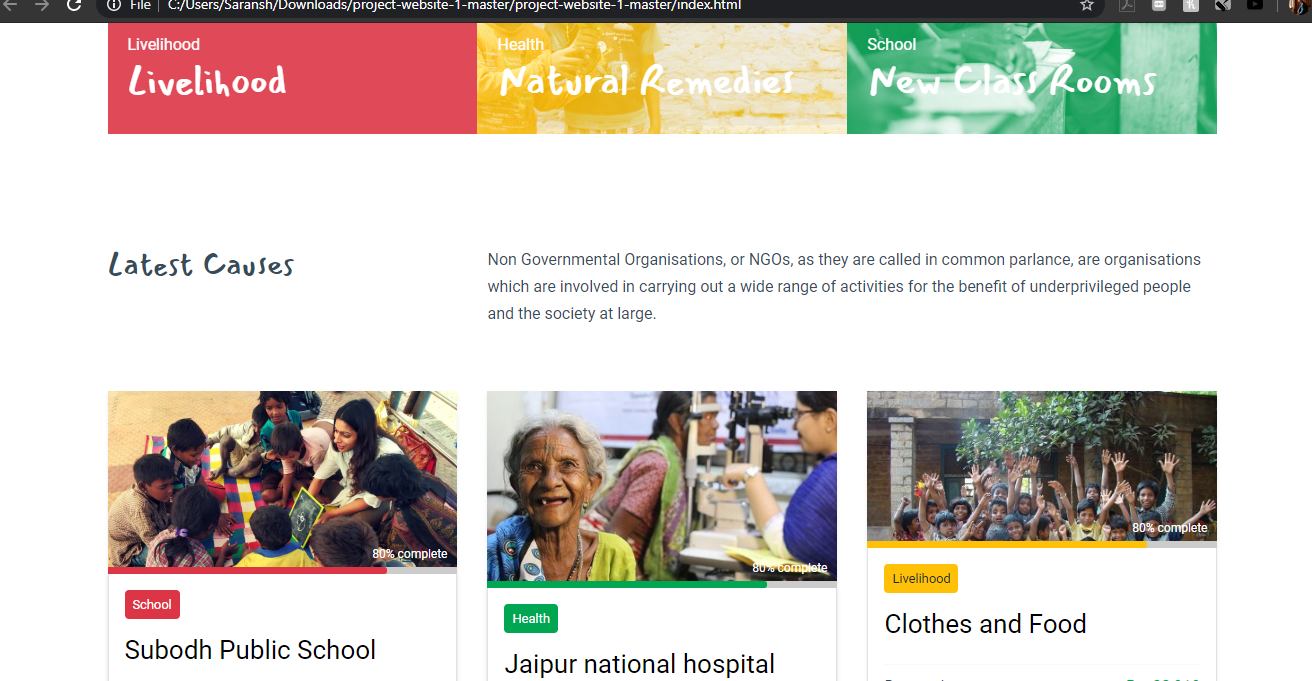 File
C:/Users/Saransh/Downloads/project-website-1-master/project-website-1-master/index.html
Livelihood
Livelihood
Health
Natural Remedies
School
New Class Rooms
Latest Causes
Non Governmental Organisations, or NGOs, as they are called in common parlance, are organisations
which are involved in carrying out a wide range of activities for the benefit of underprivileged people
and the society at large.
80% complete
School
Subodh Public School
80% complete
Health
Jaipur national hospital
80% complete
Livelihood
Clothes and Food